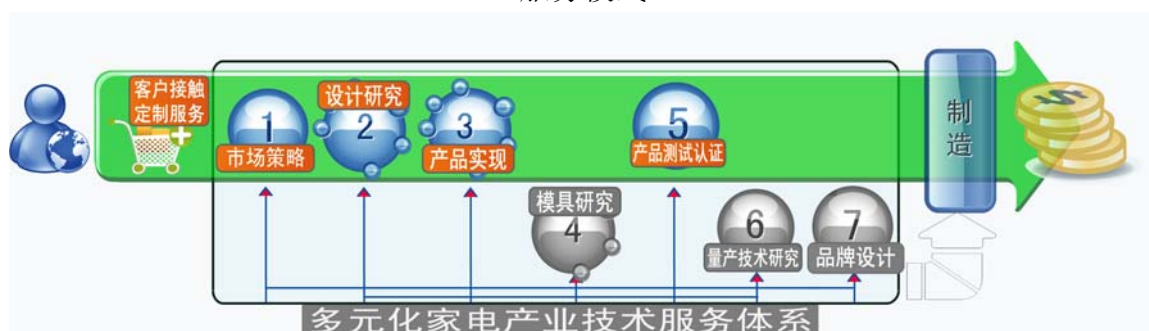 客户接触
定制服务
1
市场策略
设计研究
2
3
产品实现
模具研究
4
5
产品测试认证
6
量产技术研究
7
品牌设计
制
造
$
多元化家电产业技术服务体系